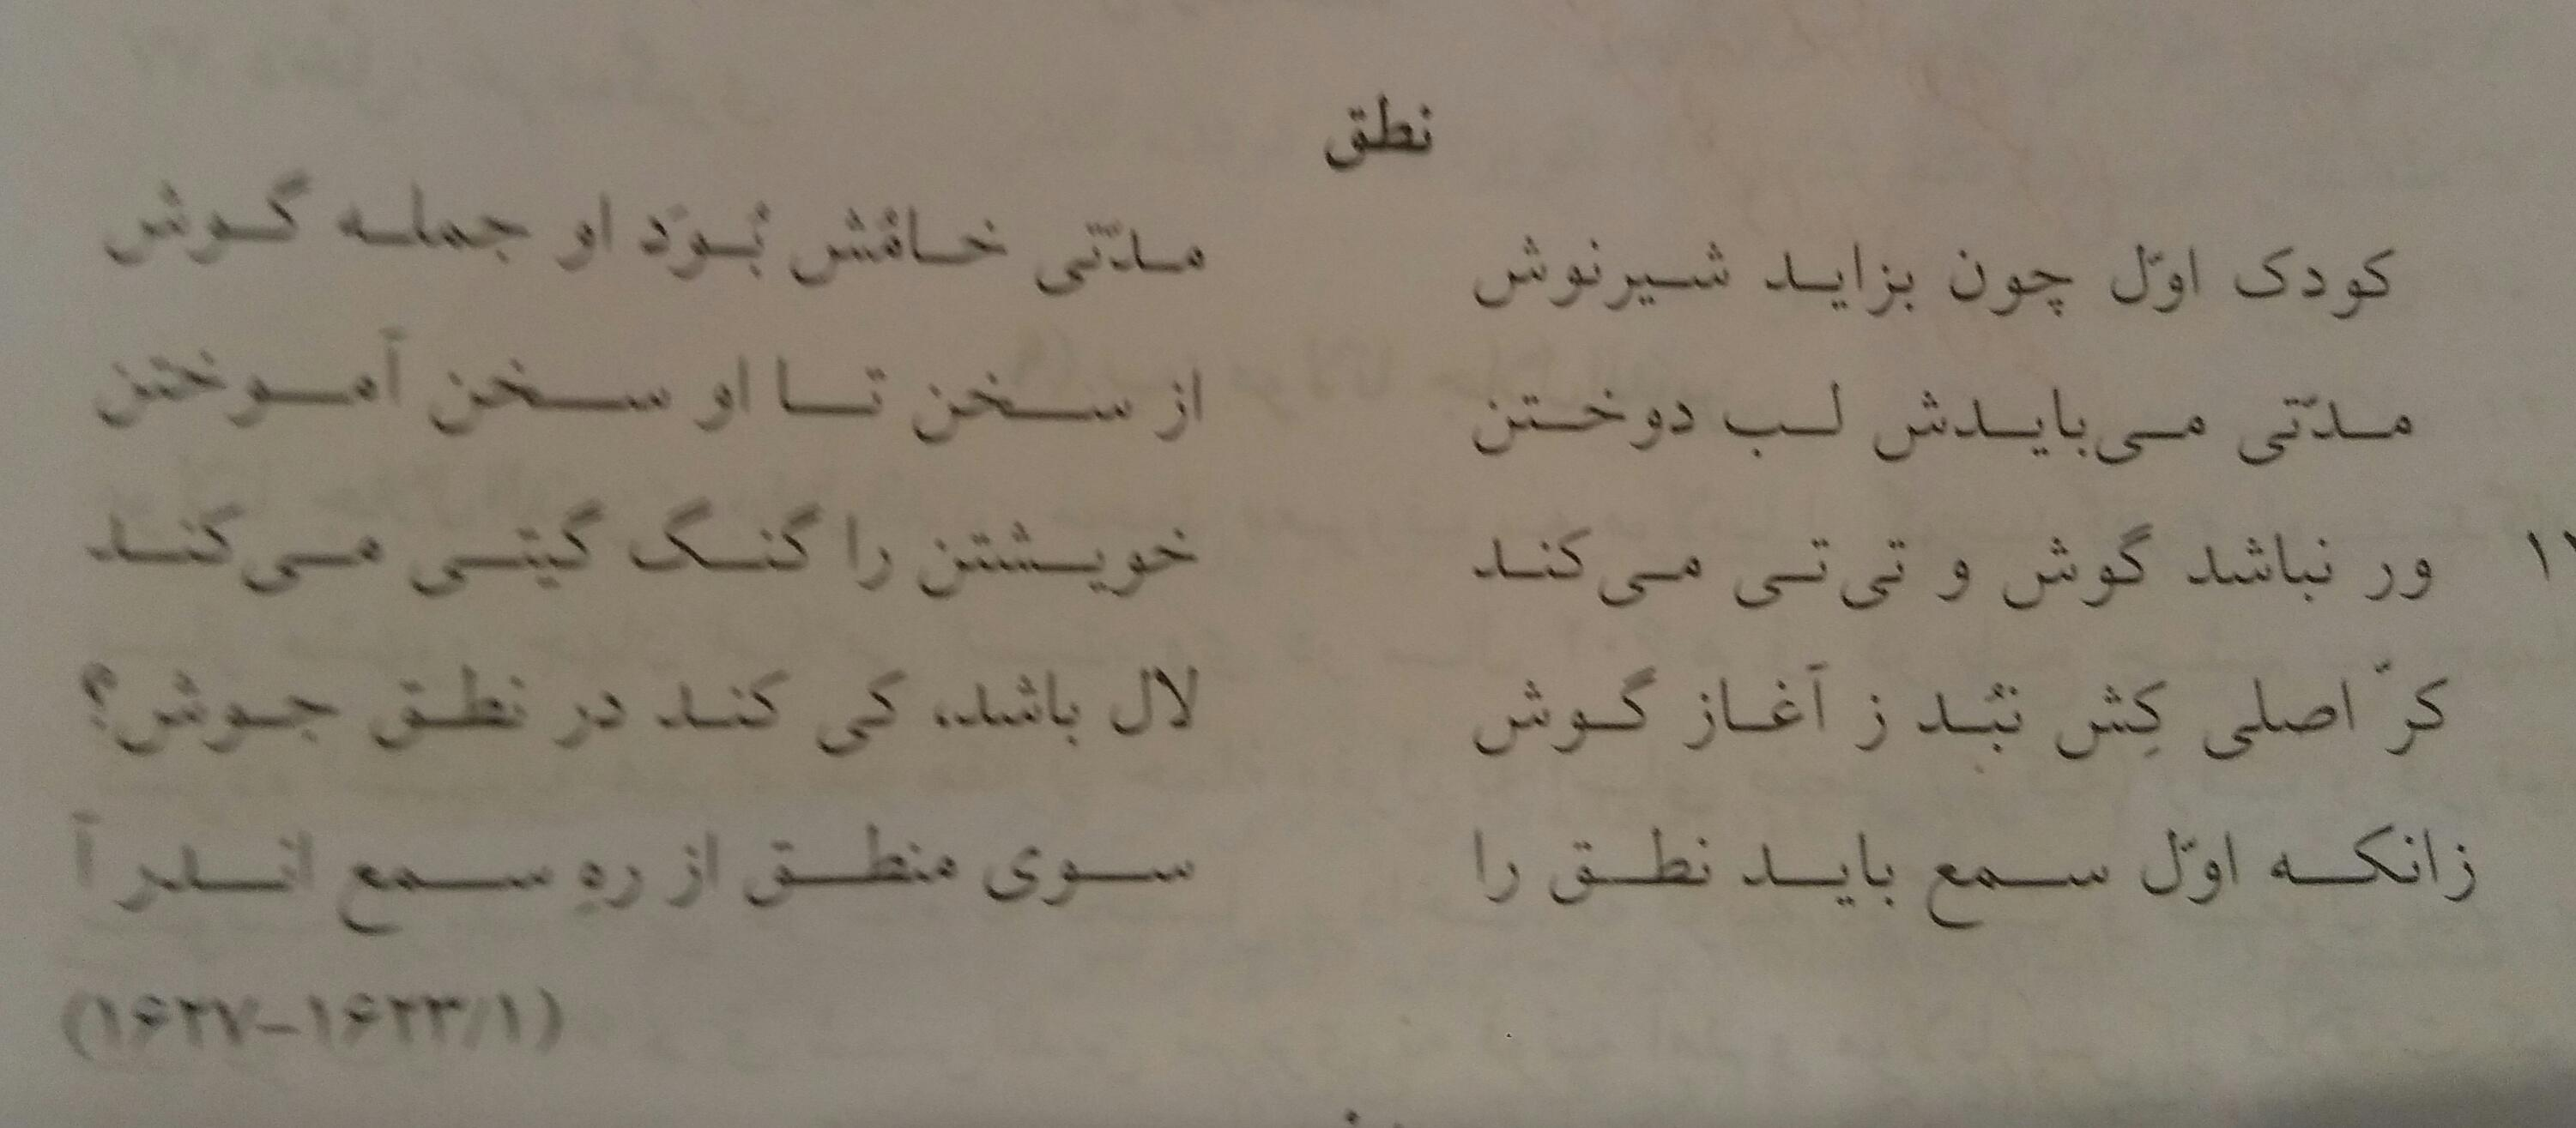 نطق
کودک اوّل چون بزاید شیرنوش مدّتی خامُش بُوَد او جمله گوش
مدّتی می‌بایدش لب دوختن از سخن تا او سخن آموختن
ور نباشد گوش و تی‌تی می‌کند خویشتن را گنگ گیتی می‌کند
کرّ اصلی کِش نبُد ز آغاز گوش لال باشد، کی کند در نطق جوش؟
زانکه اوّل سمع باید نطق را سوی منطق از رهِ سمع اندر آ
(۱۶۲۷–۱۶۲۳/۱)